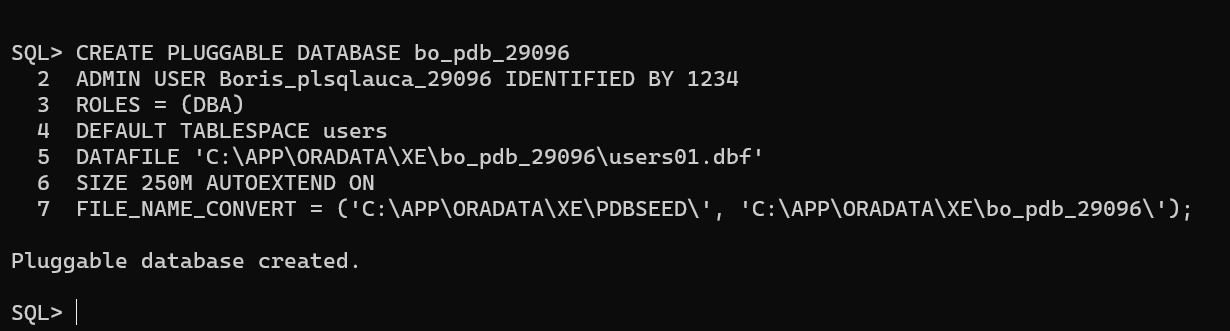 SQL> CREATE PLUGGABLE DATABASE bo_pdb_29096
  2  ADMIN USER Boris_plsqlauca_29096 IDENTIFIED BY 1234
  3  ROLES = (DBA)
  4  DEFAULT TABLESPACE users
  5  DATAFILE 'C:\APP\ORADATA\XE\bo_pdb_29096\users01.dbf'
  6  SIZE 250M AUTOEXTEND ON
  7  FILE_NAME_CONVERT = ('C:\APP\ORADATA\XE\PDBSEED\', 'C:\APP\ORADATA\XE\bo_pdb_29096\');
Pluggable database created.
SQL>